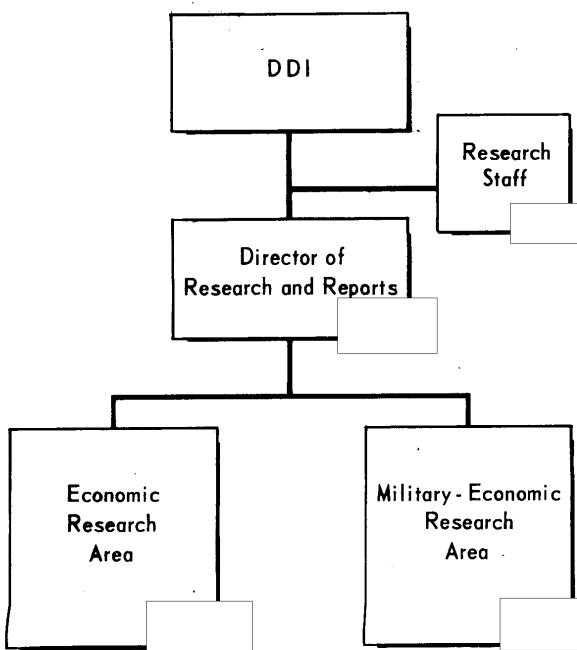 DDI
Research
Staff
Director of
Research and Reports
Economic
Research
Area
Military - Economic
Research
Area